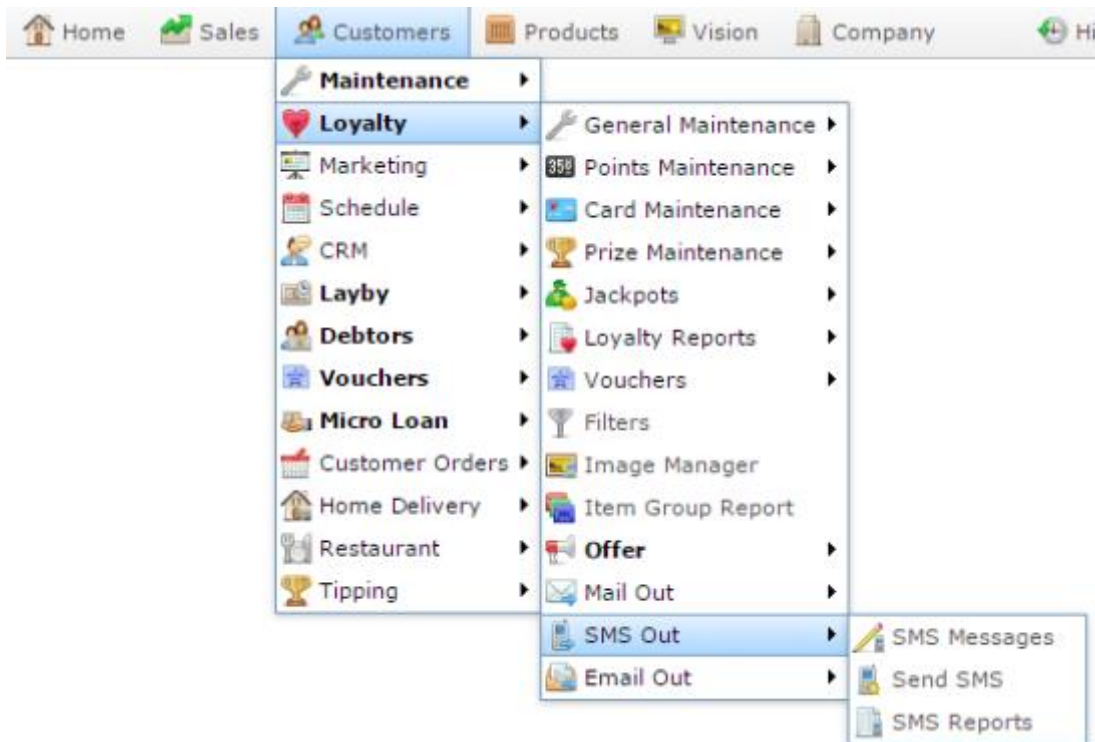 Home Sales Customers Products Vision Company Hi
Maintenance
Loyalty
Marketing
Schedule
CRM
Layby
Debtors
Vouchers
Micro Loan
Customer Orders
Home Delivery
Restaurant
Tipping
General Maintenance
Points Maintenance
Card Maintenance
Prize Maintenance
Jackpots
Loyalty Reports
Vouchers
Filters
Image Manager
Item Group Report
Offer
Mail Out
SMS Out
Email Out
SMS Messages
Send SMS
SMS Reports